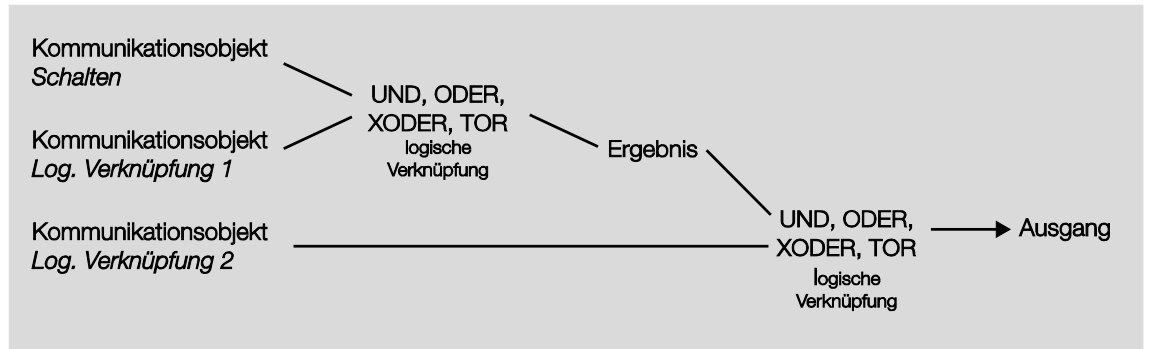 Kommunikationsobjekt
Schalten
Kommunikationsobjekt
Log. Verknüpfung 1
UND, ODER,
XODER, TOR
logische
Verknüpfung
Ergebnis
Kommunikationsobjekt
Log. Verknüpfung 2
UND, ODER,
XODER, TOR
logische
Verknüpfung
Ausgang